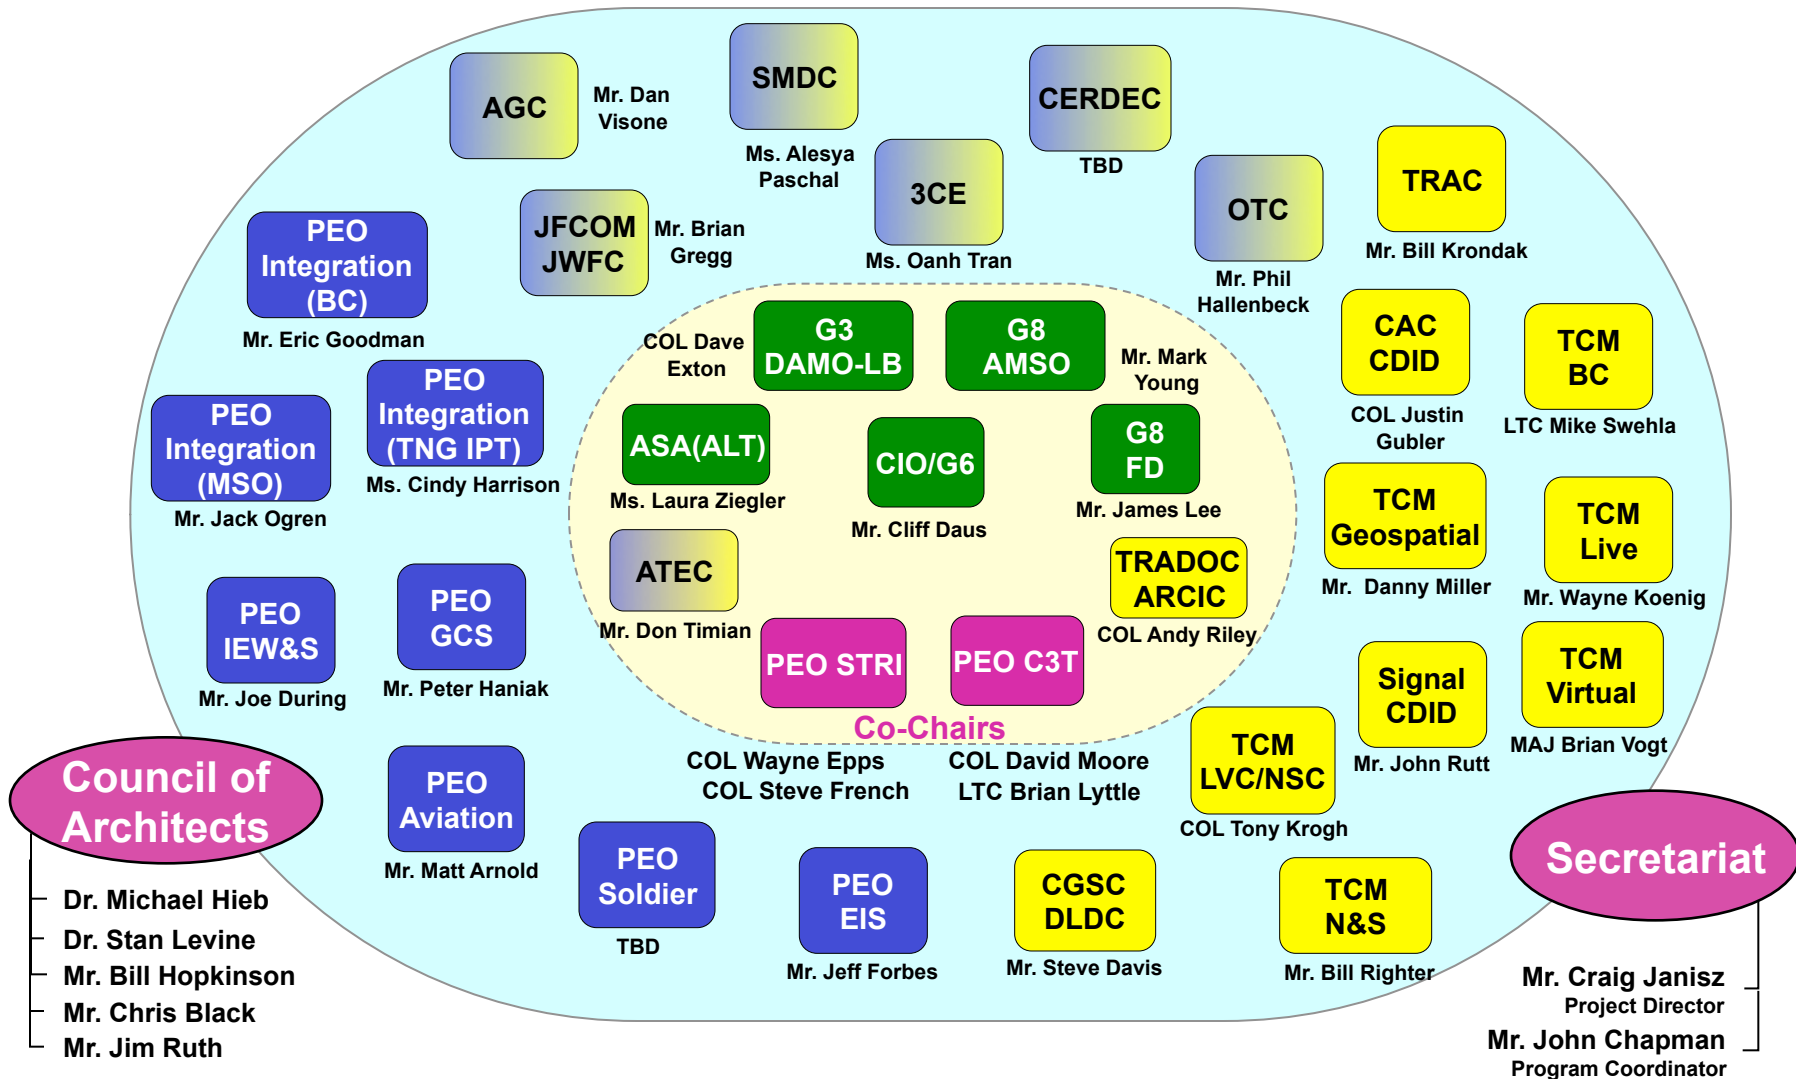 AGC
Mr. Dan
Visone
SMDC
Ms. Alesya
Paschal
CERDEC
TBD
3CE
Ms. Oanh Tran
OTC
Mr. Phil
Hallenbeck
TRAC
Mr. Bill Krondak
JFCOM
JWFC
Mr. Brian
Gregg
PEO
Integration
(BC)
Mr. Eric Goodman
PEO
Integration
(TNG IPT)
Ms. Cindy Harrison
PEO
Integration
(MSO)
Mr. Jack Ogren
COL Dave
Exton
G3
DAMO-LB
G8
AMSO
Mr. Mark
Young
ASA(ALT)
Ms. Laura Ziegler
CIO/G6
Mr. Cliff Daus
G8
FD
Mr. James Lee
ATEC
Mr. Don Timian
TRADOC
ARCIC
COL Andy Riley
PEO STRI
PEO C3T
Co-Chairs
COL Wayne Epps
COL Steve French
COL David Moore
LTC Brian Lyttle
CAC
CDID
COL Justin
Gubler
TCM
BC
LTC Mike Swehla
TCM
Geospatial
Mr. Danny Miller
TCM
Live
Mr. Wayne Koenig
Signal
CDID
Mr. John Rutt
TCM
Virtual
MAJ Brian Vogt
TCM
LVC/NSC
COL Tony Krogh
PEO
IEW&S
Mr. Joe During
PEO
GCS
Mr. Peter Haniak
PEO
Aviation
Mr. Matt Arnold
PEO
Soldier
TBD
PEO
EIS
Mr. Jeff Forbes
CGSC
DLDC
Mr. Steve Davis
TCM
N&S
Mr. Bill Righter
Council of
Architects
Dr. Michael Hieb
Dr. Stan Levine
Mr. Bill Hopkinson
Mr. Chris Black
Mr. Jim Ruth
Secretariat
Mr. Craig Janisz
Project Director
Mr. John Chapman
Program Coordinator